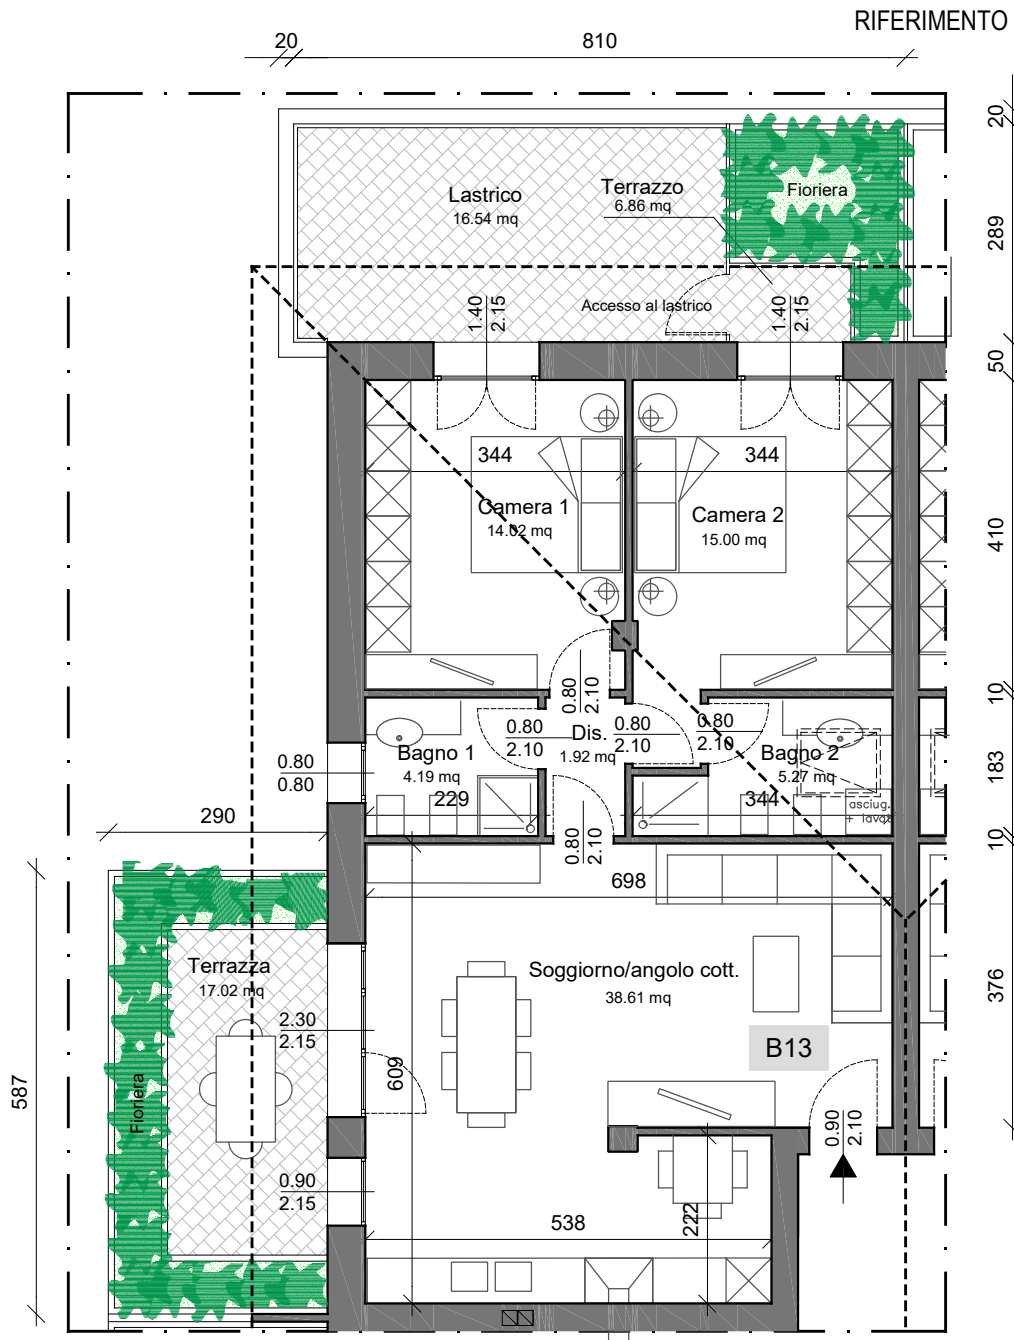 RIFERIMENTO
20
810
20
Lastrico
16.54 mq
Terrazzo
6.86 mq
Fioriera
289
Accesso al lastrico
1.40
2.15
1.40
2.15
50
344
344
Camera 1
14.02 mq
Camera 2
15.00 mq
410
0.80
2.10
10
0.80
2.10
Dis.
1.92 mq
0.80
2.10
0.80
2.10
Bagno 1
4.19 mq
Bagno 2
5.27 mq
0.80
0.80
183
229
344
asciug.
+ lavat
290
0.80
2.10
10
698
Terrazza
17.02 mq
Soggiorno/angolo cott.
38.61 mq
376
2.30
2.15
B13
609
587
Fioriera
0.90
2.10
0.90
2.15
538
222